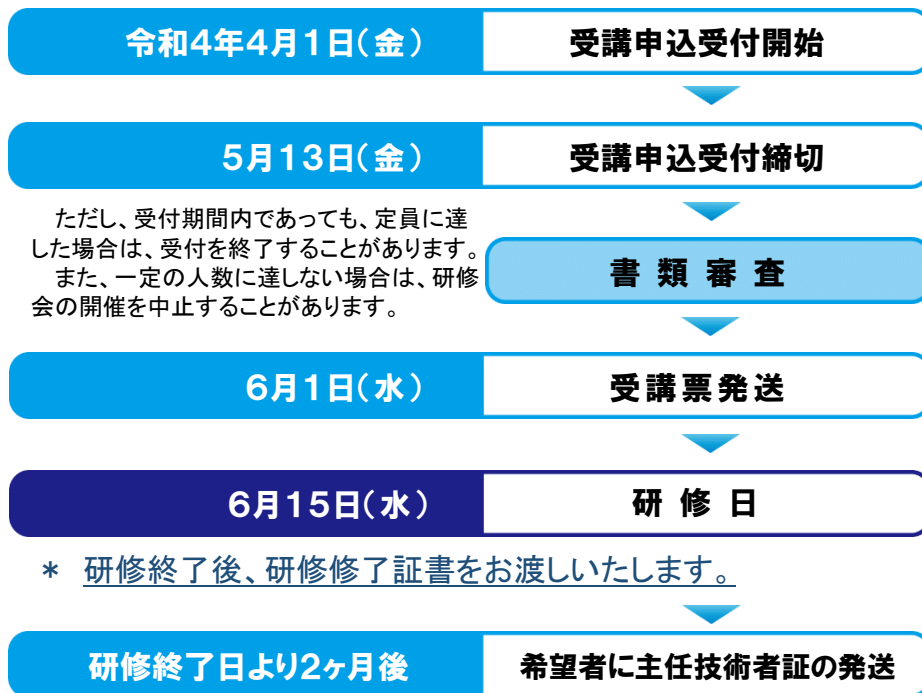 令和4年4月1日(金) 受講申込受付開始
5月13日(金) 受講申込受付締切
ただし、受付期間内であっても、定員に達
した場合は、受付を終了することがあります。
また、一定の人数に達しない場合は、研修
会の開催を中止することがあります。
書類審査
6月1日(水) 受講票発送
6月15日(水) 研修日
* 研修終了後、研修修了証書をお渡しいたします。
研修終了日より2ヶ月後 希望者に主任技術者証の発送